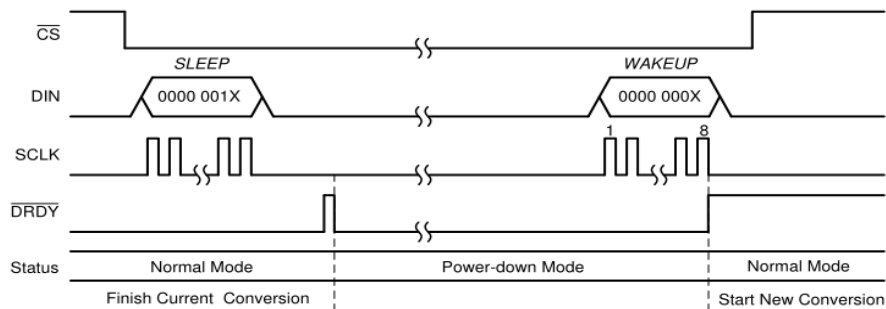 CS
SLEEP WAKEUP
DIN 0000 001X 0000 000X
1 8
SCLK
DRDY
Status Normal Mode Power-down Mode Normal Mode
Finish Current Conversion Start New Conversion